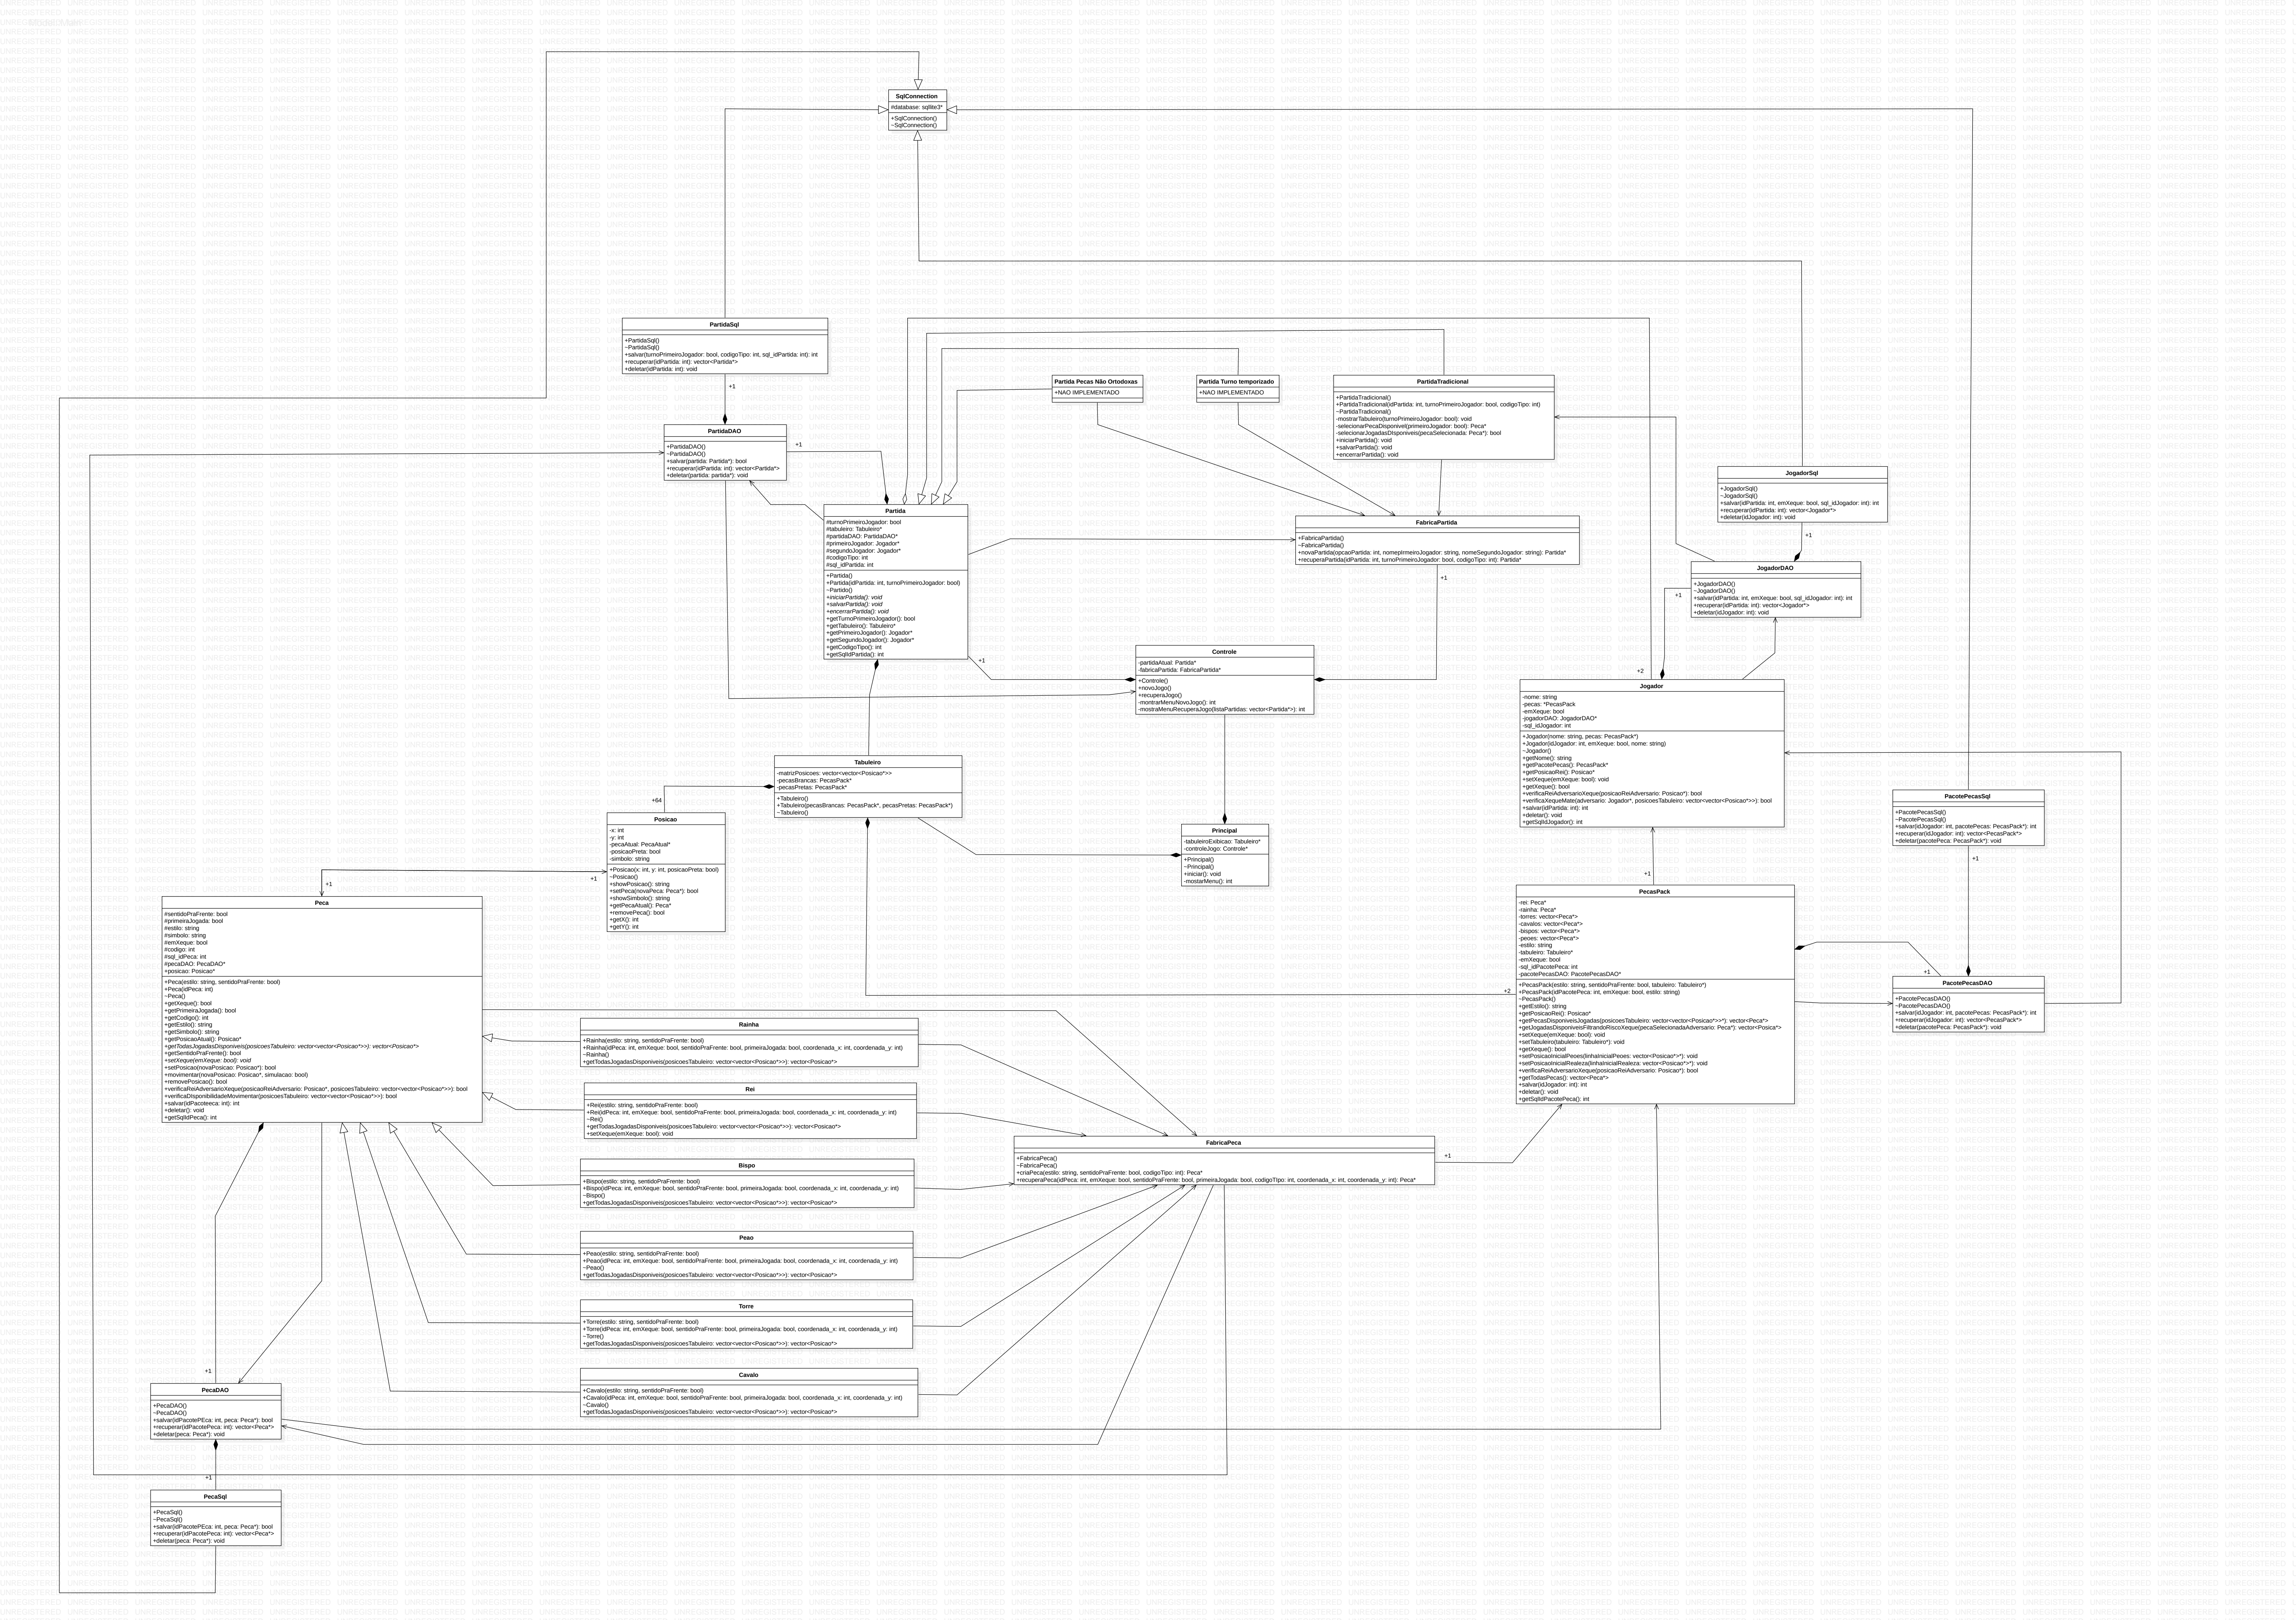 UNREGISTERED
SqlConnection
#database: sqllite3*
+SqlConnection()
~SqlConnection()
PartidaSql
+PartidaSql()
~PartidaSql()
+salvar(turnoPrimeiroJogador: bool, codigoTipo: int, sql_idPartida: int): int
+recuperar(idPartida: int): vector<Partida*>
+deletar(idPartida: int): void
+1
Partida Pecas Não Ortodoxas
+NAO IMPLEMENTADO
Partida Turno temporizado
+NAO IMPLEMENTADO
PartidaTradicional
+PartidaTradicional()
+PartidaTradicional(idPartida: int, turnoPrimeiroJogador: bool, codigoTipo: int)
~PartidaTradicional()
-mostrarTabuleiro(turnoPrimeiroJogador: bool): void
-selecionarPecaDisponivel(primeiroJogador: bool): Peca*
-selecionarJogadasDIsponiveis(pecaSelecionada: Peca*): bool
+iniciarPartida(): void
+salvarPartida(): void
+encerrarPartida(): void
PartidaDAO
+PartidaDAO()
~PartidaDAO()
+salvar(partida: Partida*): bool
+recuperar(idPartida: int): vector<Partida*>
+deletar(partida: partida*): void
+1
JogadorSql
+JogadorSql()
~JogadorSql()
+salvar(idPartida: int, emXeque: bool, sql_idJogador: int): int
+recuperar(idPartida: int): vector<Jogador*>
+deletar(idJogador: int): void
+1
Partida
#turnoPrimeiroJogador: bool
#tabuleiro: Tabuleiro*
#partidaDAO: PartidaDAO*
#primeiroJogador: Jogador*
#segundoJogador: Jogador*
#codigoTipo: int
#sql_idPartida: int
+Partida()
+Partida(idPartida: int, turnoPrimeiroJogador: bool)
~Partido()
+iniciarPartida(): void
+salvarPartida(): void
+encerrarPartida(): void
+getTurnoPrimeiroJogador(): bool
+getTabuleiro(): Tabuleiro*
+getPrimeiroJogador(): Jogador*
+getSegundoJogador(): Jogador*
+getCodigoTipo(): int
+getSqlIdPartida(): int
+1
FabricaPartida
+FabricaPartida()
~FabricaPartida()
+novaPartida(opcaoPartida: int, nomepIrmeiroJogador: string, nomeSegundoJogador: string): Partida*
+recuperaPartida(idPartida: int, turnoPrimeiroJogador: bool, codigoTipo: int): Partida*
+1
JogadorDAO
+JogadorDAO()
~JogadorDAO()
+salvar(idPartida: int, emXeque: bool, sql_idJogador: int): int
+recuperar(idPartida: int): vector<Jogador*>
+deletar(idJogador: int): void
+1
Controle
-partidaAtual: Partida*
-fabricaPartida: FabricaPartida*
+Controle()
+novoJogo()
+recuperaJogo()
-montrarMenuNovoJogo(): int
-mostraMenuRecuperaJogo(listaPartidas: vector<Partida*>): int
+2
Jogador
-nome: string
-pecas: *PecasPack
-emXeque: bool
-jogadorDAO: JogadorDAO*
-sql_idJogador: int
+Jogador(nome: string, pecas: PecasPack*)
+Jogador(idJogador: int, emXeque: bool, nome: string)
~Jogador()
+getNome(): string
+getPacotePecas(): PecasPack*
+getPosicaoRei(): Posicao*
+setXeque(emXeque: bool): void
+getXeque(): bool
+verificaReiAdversarioXeque(posicaoReiAdversario: Posicao*): bool
+verificaXequeMate(adversario: Jogador*, posicoesTabuleiro: vector<vector<Posicao*>>): bool
+salvar(idPartida: int): int
+deletar(): void
+getSqlIdJogador(): int
Tabuleiro
-matrizPosicoes: vector<vector<Posicao*>>
-pecasBrancas: PecasPack*
-pecasPretas: PecasPack*
+Tabuleiro()
+Tabuleiro(pecasBrancas: PecasPack*, pecasPretas: PecasPack*)
~Tabuleiro()
+64
Posicao
-x: int
-y: int
-pecaAtual: PecaAtual*
-posicaoPreta: bool
-simbolo: string
+Posicao(x: int, y: int, posicaoPreta: bool)
~Posicao()
+showPosicao(): string
+setPeca(novaPeca: Peca*): bool
+showSimbolo(): string
+getPecaAtual(): Peca*
+removePeca(): bool
+getX(): int
+getY(): int
+1
+1
Principal
-tabuleiroExibicao: Tabuleiro*
-controleJogo: Controle*
+Principal()
~Principal()
+iniciar(): void
-mostarMenu(): int
PacotePecasSql
+PacotePecasSql()
~PacotePecasSql()
+salvar(idJogador: int, pacotePecas: PecasPack*): int
+recuperar(idJogador: int): vector<PecasPack*>
+deletar(pacotePeca: PecasPack*): void
+1
Peca
#sentidoPraFrente: bool
#primeiraJogada: bool
#estilo: string
#simbolo: string
#emXeque: bool
#codigo: int
#sql_idPeca: int
#pecaDAO: PecaDAO*
+posicao: Posicao*
+Peca(estilo: string, sentidoPraFrente: bool)
+Peca(idPeca: int)
~Peca()
+getXeque(): bool
+getPrimeiraJogada(): bool
+getCodigo(): int
+getEstilo(): string
+getSimbolo(): string
+getPosicaoAtual(): Posicao*
+getTodasJogadasDisponiveis(posicoesTabuleiro: vector<vector<Posicao*>>): vector<Posicao*>
+getSentidoPraFrente(): bool
+setXeque(emXeque: bool): void
+setPosicao(novaPosicao: Posicao*): bool
+movimentar(novaPosicao: Posicao*, simulacao: bool)
+removePosicao(): bool
+verificaReiAdversarioXeque(posicaoReiAdversario: Posicao*, posicoesTabuleiro: vector<vector<Posicao*>>): bool
+verificaDIsponibilidadeMovimentar(posicoesTabuleiro: vector<vector<Posicao*>>): bool
+salvar(idPacoteeca: int): int
+deletar(): void
+getSqlIdPeca(): int
+1
PecasPack
-rei: Peca*
-rainha: Peca*
-torres: vector<Peca*>
-cavalos: vector<Peca*>
-bispos: vector<Peca*>
-peoes: vector<Peca*>
-estilo: string
-tabuleiro: Tabuleiro*
-emXeque: bool
-sql_idPacotePeca: int
-pacotePecasDAO: PacotePecasDAO*
+PecasPack(estilo: string, sentidoPraFrente: bool, tabuleiro: Tabuleiro*)
+PecasPack(idPacotePeca: int, emXeque: bool, estilo: string)
~PecasPack()
+getEstilo(): string
+getPosicaoRei(): Posicao*
+getPecasDisponiveisJogadas(posicaoTabuleiro: vector<vector<Posicao*>>*): vector<Peca*>
+getJogadasDisponiveisFiltrandoRiscoXeque(pecaSelecionadaAdversario: Peca*): vector<Posica*>
+setXeque(emXeque: bool): void
+setTabuleiro(tabuleiro: Tabuleiro*): void
+getXeque(): bool
+setPosicaoInicialPeoes(linhaInicialPeoes: vector<Posicao*>*): void
+setPosicaoInicialRealeza(linhaInicialRealeza: vector<Posicao*>*): void
+verificaReiAdversarioXeque(posicaoReiAdversario: Posicao*): bool
+getTodasPecas(): vector<Peca*>
+salvar(idJogador: int): int
+deletar(): void
+getSqlIdPacotePeca(): int
+2
+1
PacotePecasDAO
+PacotePecasDAO()
~PacotePecasDAO()
+salvar(idJogador: int, pacotePecas: PecasPack*): int
+recuperar(idJogador: int): vector<PecasPack*>
+deletar(pacotePeca: PecasPack*): void
Rainha
+Rainha(estilo: string, sentidoPraFrente: bool)
+Rainha(idPeca: int, emXeque: bool, sentidoPraFrente: bool, primeiraJogada: bool, coordenada_x: int, coordenada_y: int)
~Rainha()
+getTodasJogadasDIsponiveis(posicoesTabuleiro: vector<vector<Posicao*>>): vector<Posicao*>
Rei
+Rei(estilo: string, sentidoPraFrente: bool)
+Rei(idPeca: int, emXeque: bool, sentidoPraFrente: bool, primeiraJogada: bool, coordenada_x: int, coordenada_y: int)
~Rei()
+getTodasJogadasDIsponiveis(posicoesTabuleiro: vector<vector<Posicao*>>): vector<Posicao*>
+setXeque(emXeque: bool): void
FabricaPeca
+FabricaPeca()
~FabricaPeca()
+criaPeca(estilo: string, sentidoPraFrente: bool, codigoTipo: int): Peca*
+recuperaPeca(idPeca: int, emXeque: bool, sentidoPraFrente: bool, primeiraJogada: bool, codigoTIpo: int, coordenada_x: int, coordenada_y: int): Peca*
+1
Bispo
+Bispo(estilo: string, sentidoPraFrente: bool)
+Bispo(idPeca: int, emXeque: bool, sentidoPraFrente: bool, primeiraJogada: bool, coordenada_x: int, coordenada_y: int)
~Bispo()
+getTodasJogadasDIsponiveis(posicoesTabuleiro: vector<vector<Posicao*>>): vector<Posicao*>
Peao
+Peao(estilo: string, sentidoPraFrente: bool)
+Peao(idPeca: int, emXeque: bool, sentidoPraFrente: bool, primeiraJogada: bool, coordenada_x: int, coordenada_y: int)
~Peao()
+getTodasJogadasDIsponiveis(posicoesTabuleiro: vector<vector<Posicao*>>): vector<Posicao*>
Torre
+Torre(estilo: string, sentidoPraFrente: bool)
+Torre(idPeca: int, emXeque: bool, sentidoPraFrente: bool, primeiraJogada: bool, coordenada_x: int, coordenada_y: int)
~Torre()
+getTodasJogadasDIsponiveis(posicoesTabuleiro: vector<vector<Posicao*>>): vector<Posicao*>
Cavalo
+Cavalo(estilo: string, sentidoPraFrente: bool)
+Cavalo(idPeca: int, emXeque: bool, sentidoPraFrente: bool, primeiraJogada: bool, coordenada_x: int, coordenada_y: int)
~Cavalo()
+getTodasJogadasDIsponiveis(posicoesTabuleiro: vector<vector<Posicao*>>): vector<Posicao*>
+1
PecaDAO
+PecaDAO()
~PecaDAO()
+salvar(idPacotePEca: int, peca: Peca*): bool
+recuperar(idPacotePeca: int): vector<Peca*>
+deletar(peca: Peca*): void
+1
PecaSql
+PecaSql()
~PecaSql()
+salvar(idPacotePEca: int, peca: Peca*): bool
+recuperar(idPacotePeca: int): vector<Peca*>
+deletar(peca: Peca*): void